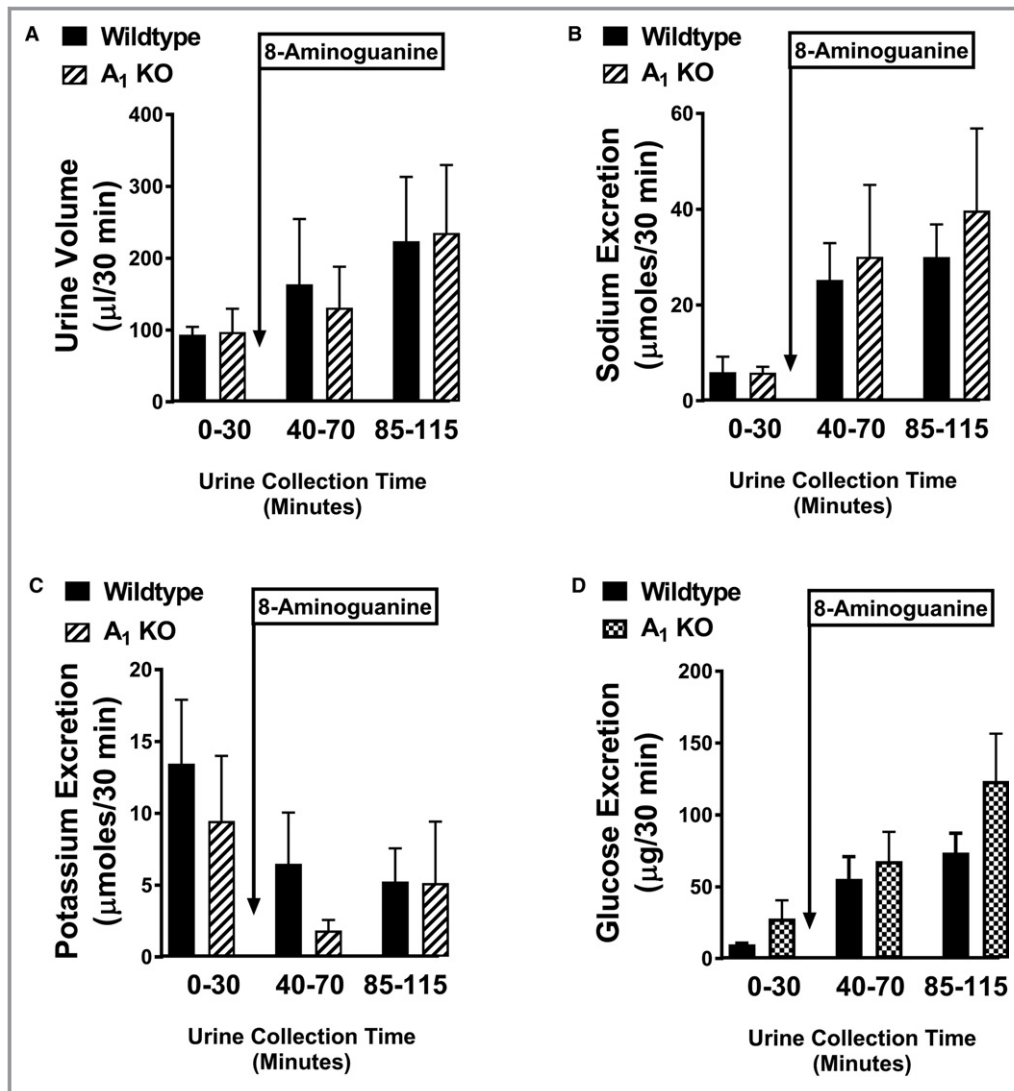 A
Wildtype
A₁ KO
8-Aminoguanine
Urine Volume
(µl/30 min)
400
300
200
100
0
0-30 40-70 85-115
Urine Collection Time
(Minutes)
B
Wildtype
A₁ KO
8-Aminoguanine
Sodium Excretion
(µmoles/30 min)
60
40
20
0
0-30 40-70 85-115
Urine Collection Time
(Minutes)
C
Wildtype
A₁ KO
8-Aminoguanine
Potassium Excretion
(µmoles/30 min)
20
15
10
5
0
0-30 40-70 85-115
Urine Collection Time
(Minutes)
D
Wildtype
A₁ KO
8-Aminoguanine
Glucose Excretion
(µg/30 min)
200
150
100
50
0
0-30 40-70 85-115
Urine Collection Time
(Minutes)